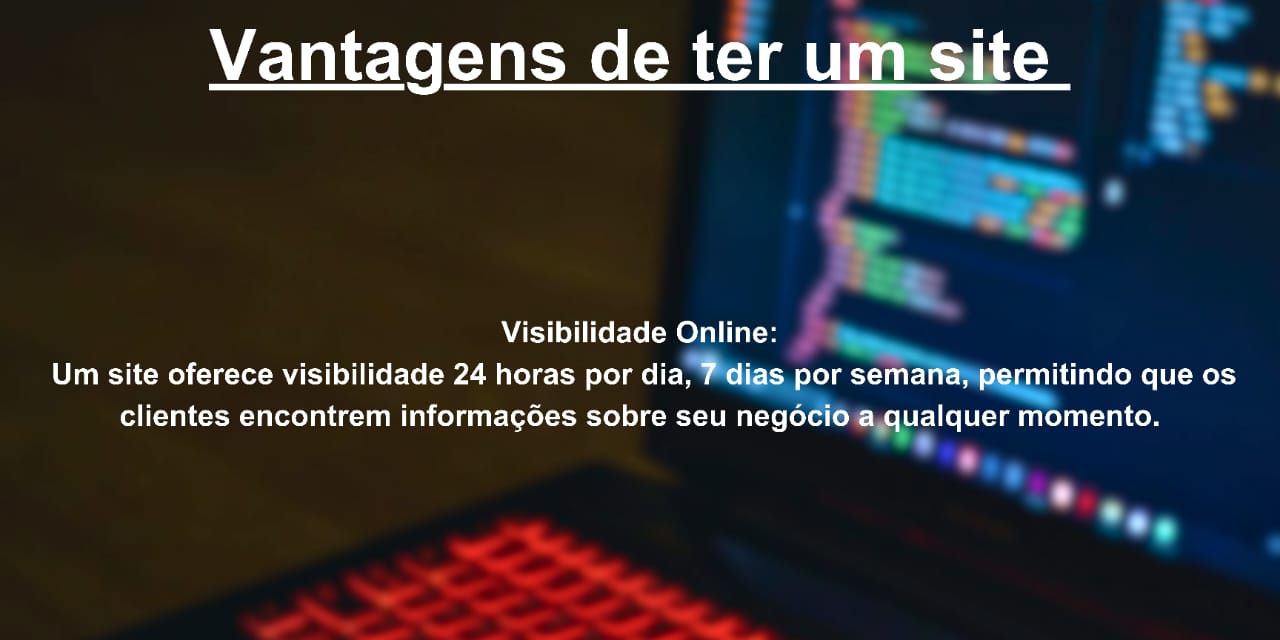 Vantagens de ter um site
Visibilidade Online:
Um site oferece visibilidade 24 horas por dia, 7 dias por semana, permitindo que os
clientes encontrem informações sobre seu negócio a qualquer momento.